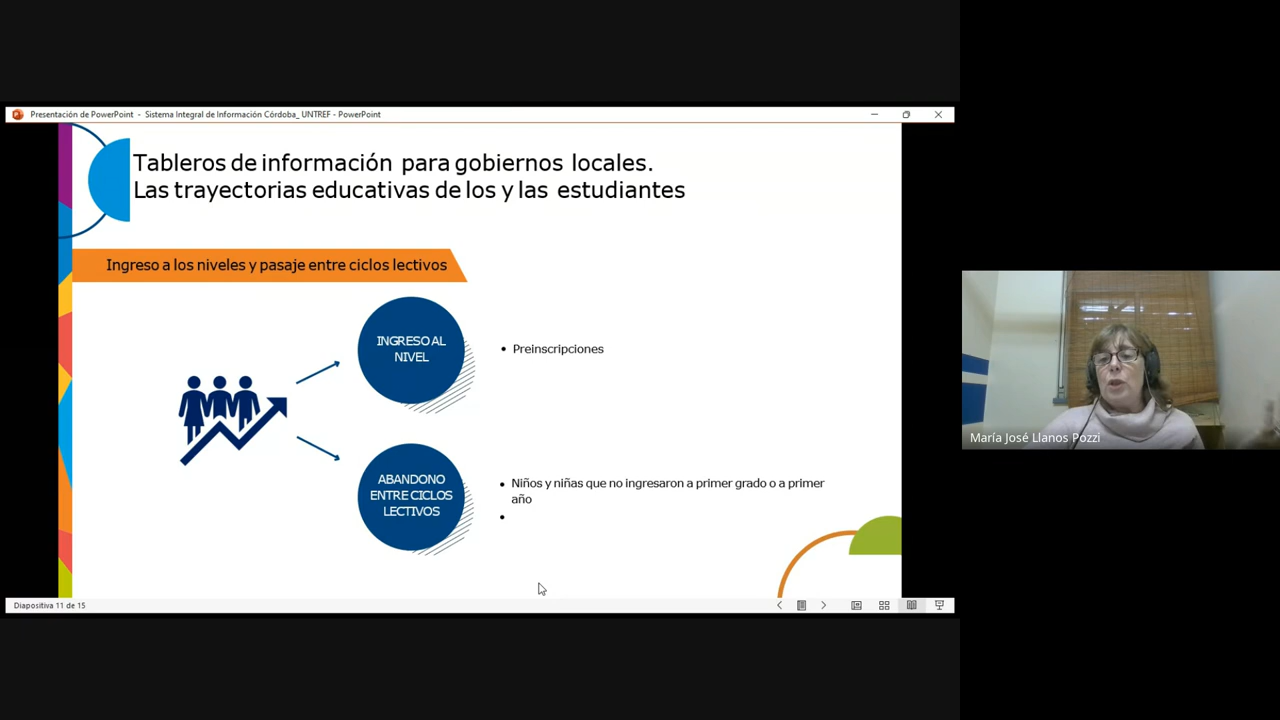 Presentación de PowerPoint - Sistema Integral de Información Córdoba_ UNTREF - PowerPoint
Tableros de información para gobiernos locales.
Las trayectorias educativas de los y las estudiantes
Ingreso a los niveles y pasaje entre ciclos lectivos
INGRESO AL
NIVEL
• Preinscripciones
ABANDONO
ENTRE CICLOS
LECTIVOS
• Niños y niñas que no ingresaron a primer grado o a primer
año
•
María José Llanos Pozzi
Diapositiva 11 de 15